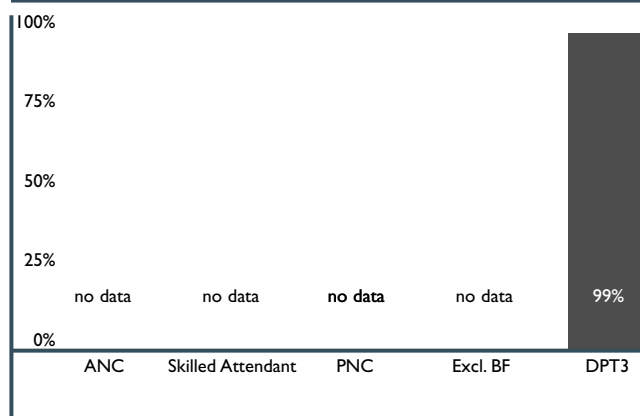 100%
75%
50%
25%
no data no data no data no data 99%
0%
ANC Skilled Attendant PNC Excl. BF DPT3